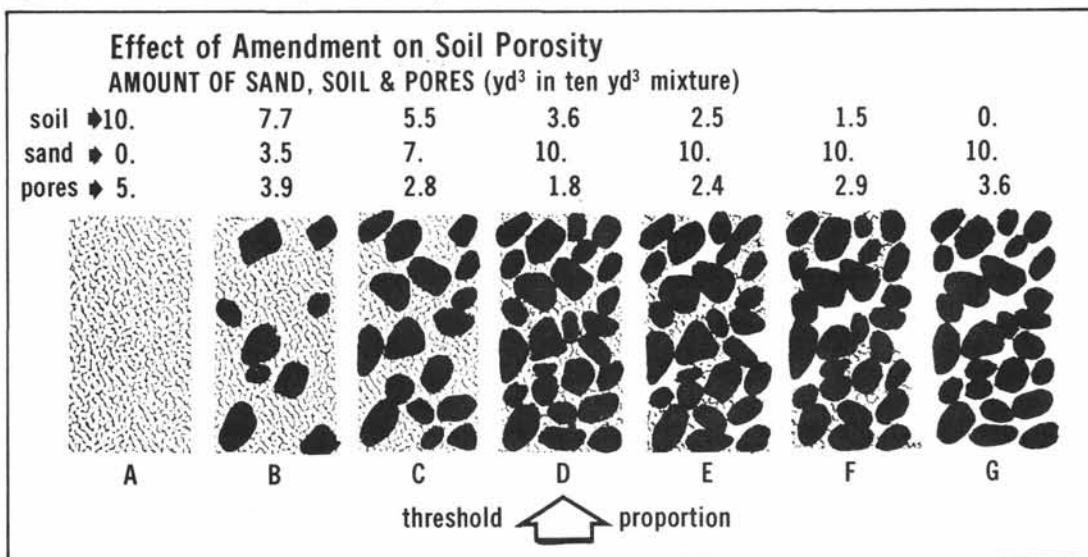 Effect of Amendment on Soil Porosity
AMOUNT OF SAND, SOIL & PORES (yd³ in ten yd³ mixture)
soil ➧ 10. 7.7 5.5 3.6 2.5 1.5 0.
sand ➧ 0. 3.5 7. 10. 10. 10. 10.
pores ➧ 5. 3.9 2.8 1.8 2.4 2.9 3.6
A B C D E F G
threshold proportion